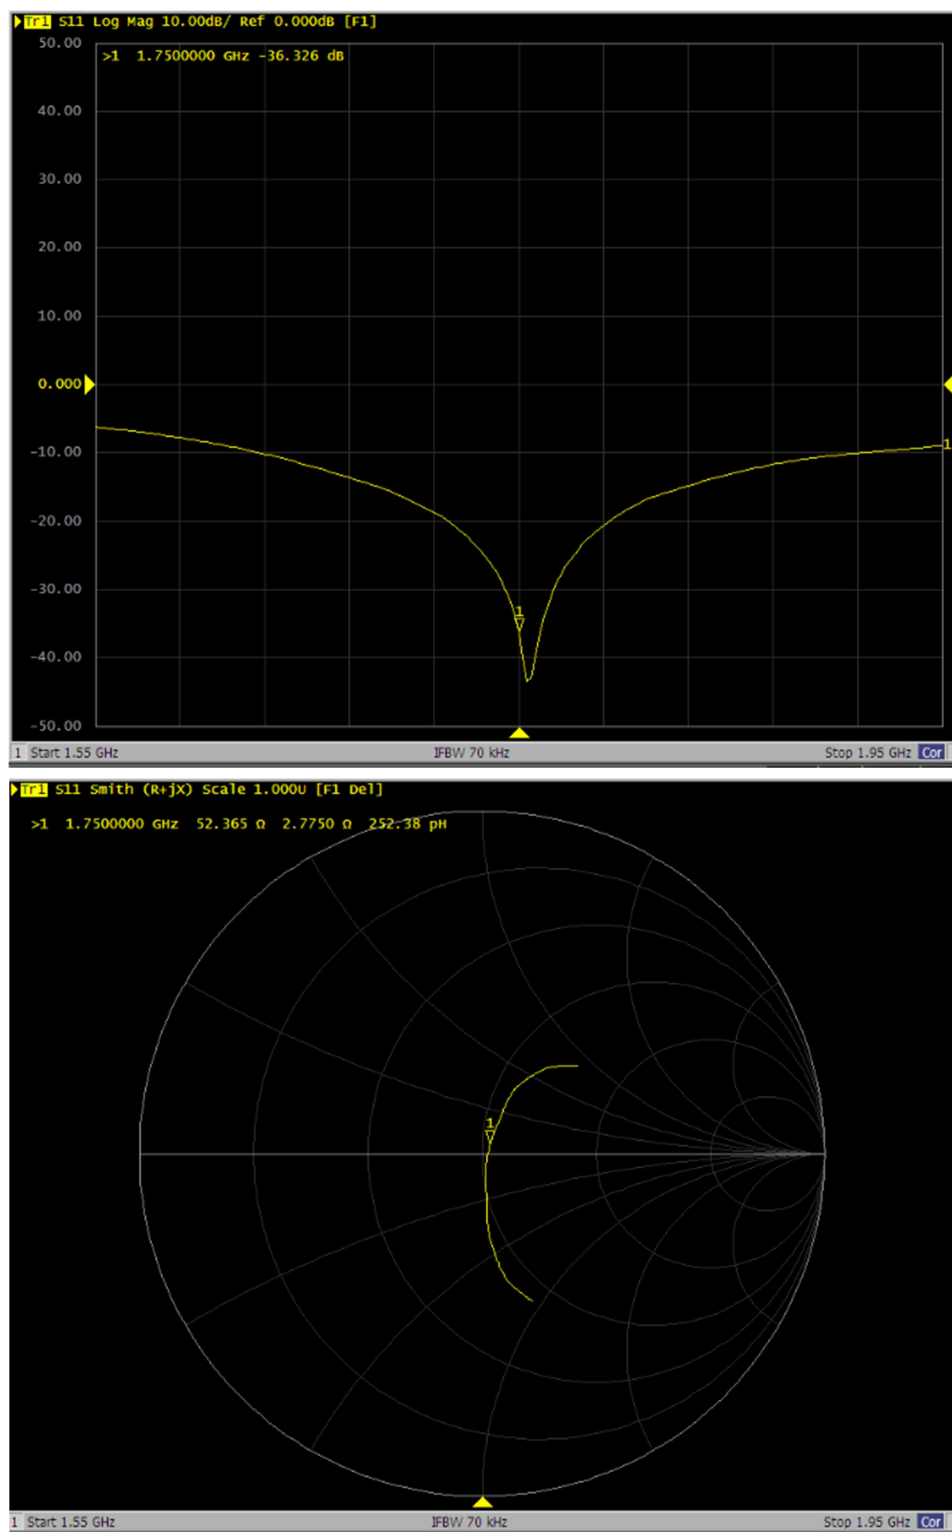 Tr1 S11 Log Mag 10.00dB/ Ref 0.000dB [F1]
50.00
>1 1.7500000 GHz -36.326 dB
40.00
30.00
20.00
10.00
0.000
-10.00
1
-20.00
-30.00
1
-40.00
-50.00
1 Start 1.55 GHz IFBW 70 kHz Stop 1.95 GHz Cor
Tr1 S11 Smith (R+jX) Scale 1.000U [F1 Del]
>1 1.7500000 GHz 52.365 Ω 2.7750 Ω 252.38 pH
1
1 Start 1.55 GHz IFBW 70 kHz Stop 1.95 GHz Cor